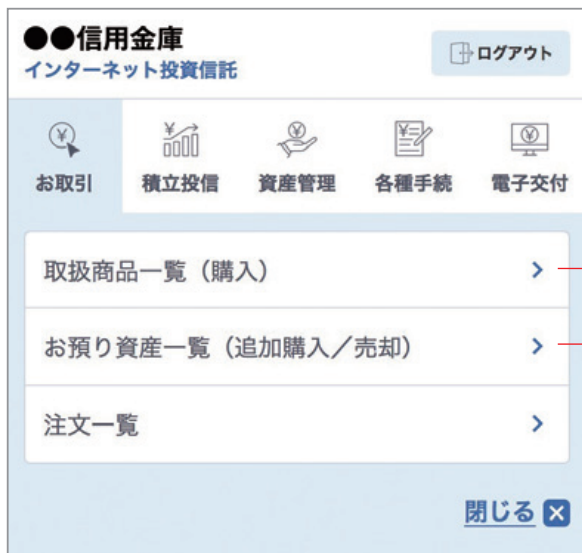 ●●信用金庫
インターネット投資信託
ログアウト
お取引 積立投信 資産管理 各種手続 電子交付
取扱商品一覧（購入）
お預り資産一覧（追加購入／売却）
注文一覧
閉じる